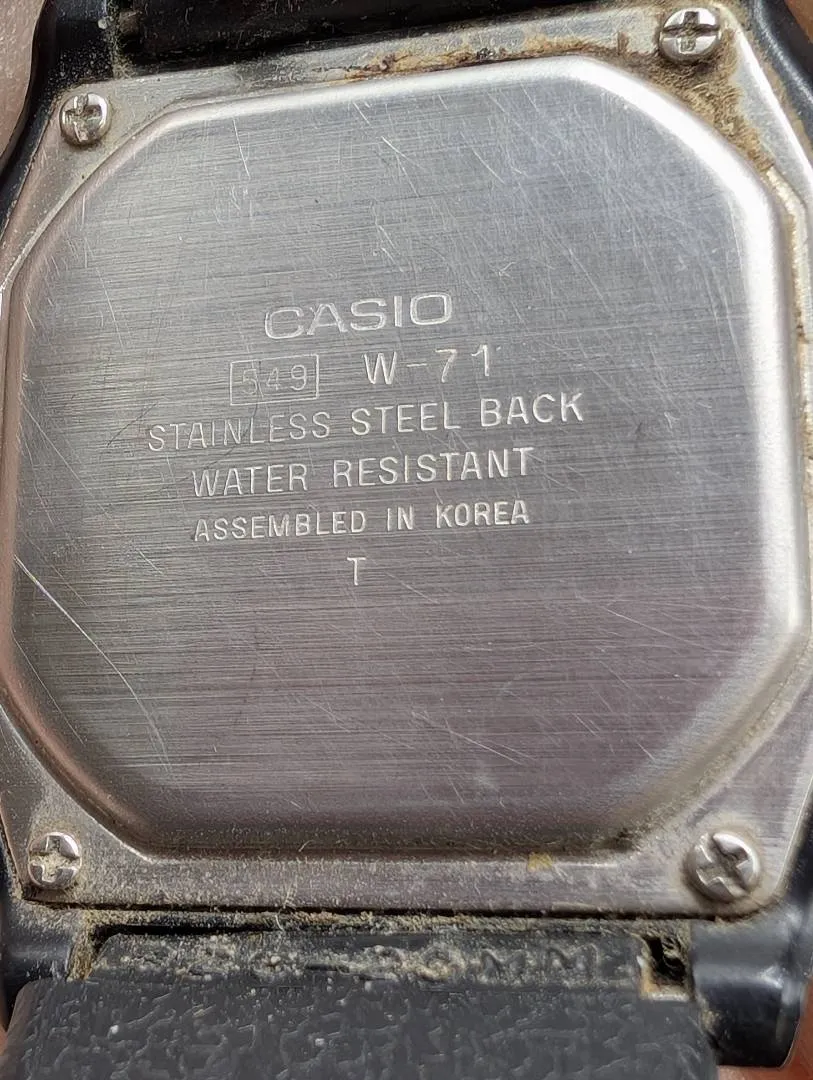 CASIO
549 W-71
STAINLESS STEEL BACK
WATER RESISTANT
ASSEMBLED IN KOREA
T